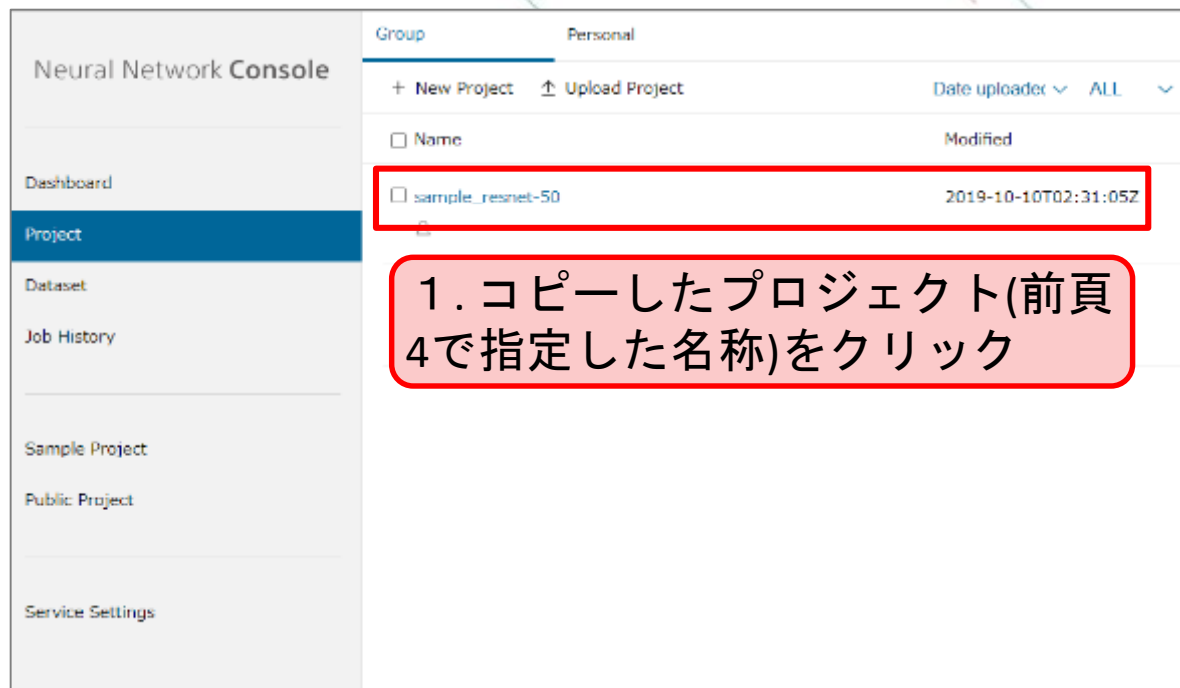 Neural Network Console
Dashboard
Project
Dataset
Job History
Sample Project
Public Project
Service Settings
Group Personal
+ New Project Upload Project Date uploaded ALL
Name Modified
sample_resnet-50 2019-10-10T02:31:05Z
１. コピーしたプロジェクト(前頁
4で指定した名称)をクリック